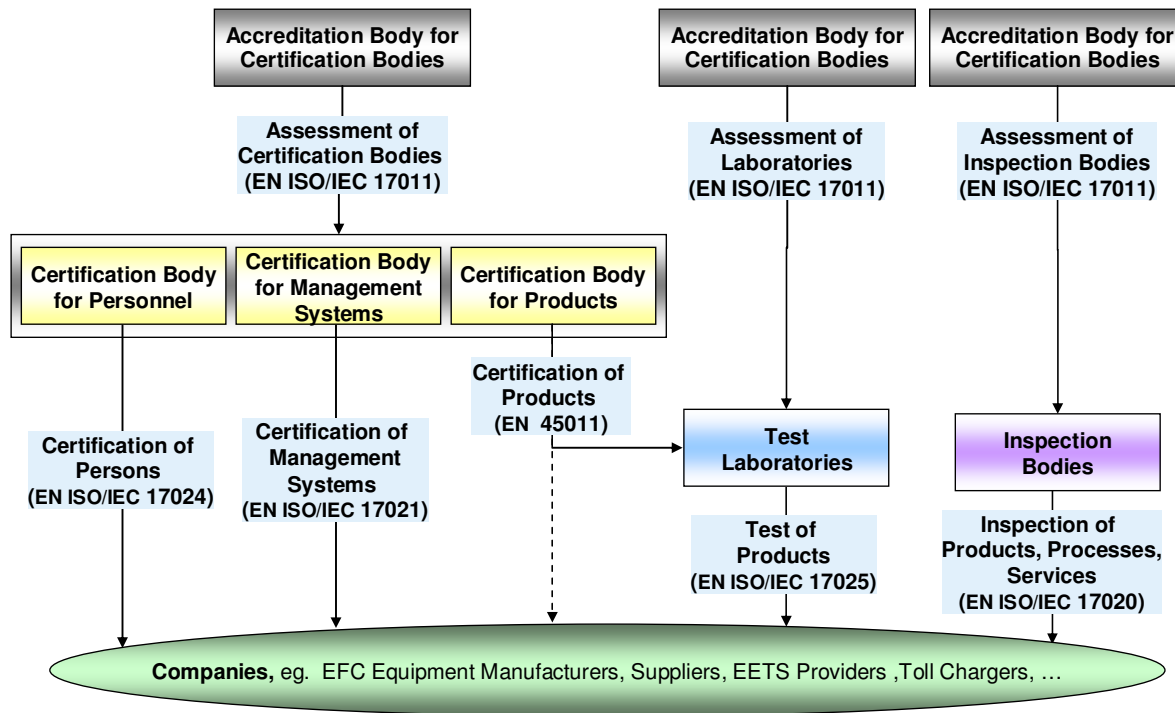 Accreditation Body for
Certification Bodies
Accreditation Body for
Certification Bodies
Accreditation Body for
Certification Bodies
Assessment of
Certification Bodies
(EN ISO/IEC 17011)
Assessment of
Laboratories
(EN ISO/IEC 17011)
Assessment of
Inspection Bodies
(EN ISO/IEC 17011)
Certification Body
for Personnel
Certification Body
for Management
Systems
Certification Body
for Products
Certification of
Products
(EN 45011)
Certification of
Persons
(EN ISO/IEC 17024)
Certification of
Management
Systems
(EN ISO/IEC 17021)
Test
Laboratories
Inspection
Bodies
Test of
Products
(EN ISO/IEC 17025)
Inspection of
Products, Processes,
Services
(EN ISO/IEC 17020)
Companies, eg. EFC Equipment Manufacturers, Suppliers, EETS Providers ,Toll Chargers, …